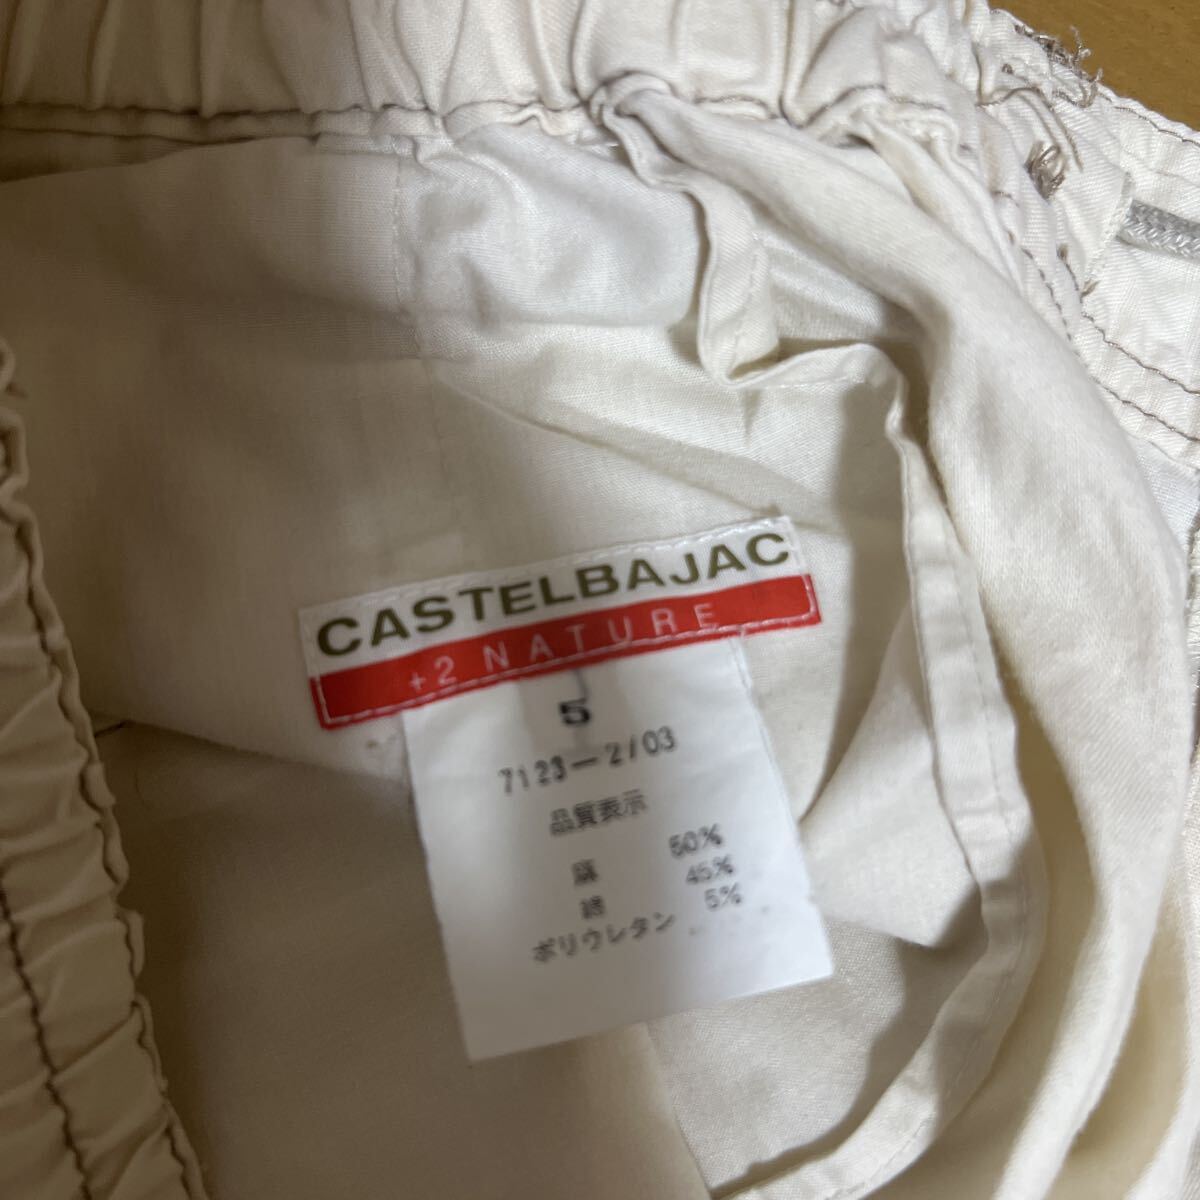 CASTELBAJAC
+2 NATURE
5
7123-2/03
品質表示
麻 50%
綿 45%
ポリウレタン 5%